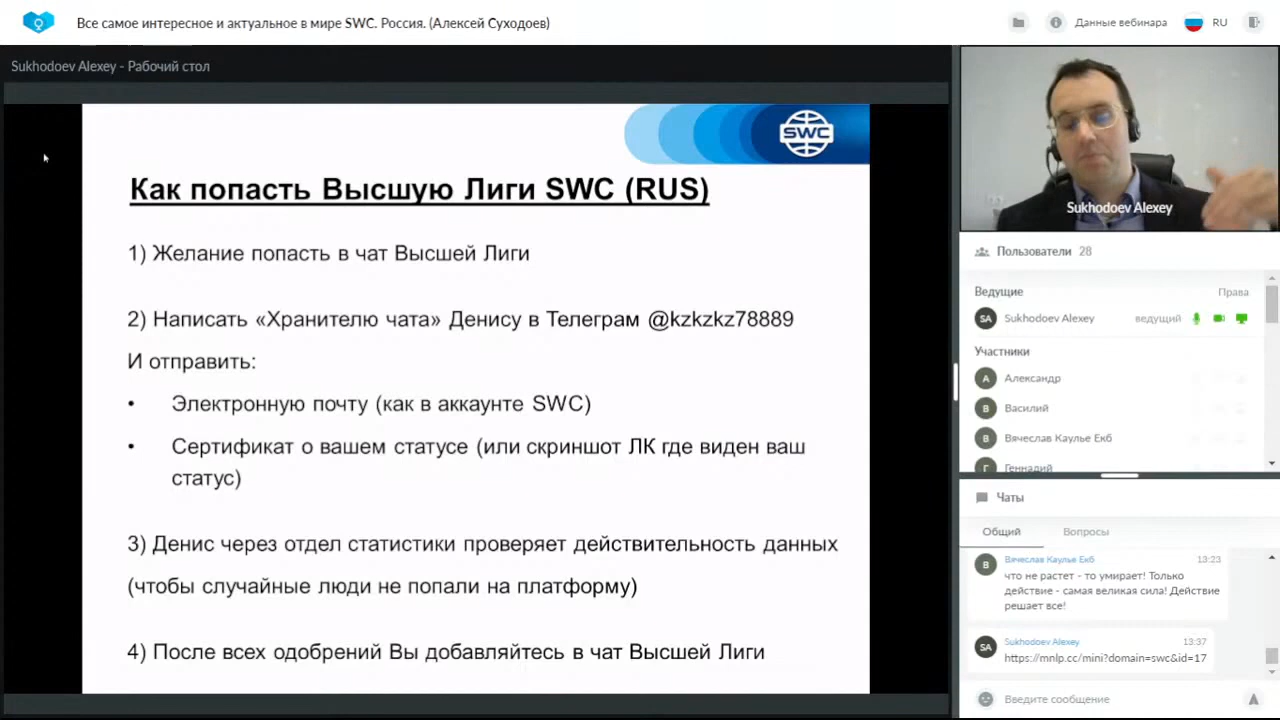 Все самое интересное и актуальное в мире SWC. Россия. (Алексей Суходоев)
Данные вебинара
RU
Sukhodoev Alexey - Рабочий стол
SWC
Как попасть Высшую Лиги SWC (RUS)
1) Желание попасть в чат Высшей Лиги
2) Написать «Хранителю чата» Денису в Телеграм @kzkzkz78889
И отправить:
• Электронную почту (как в аккаунте SWC)
• Сертификат о вашем статусе (или скриншот ЛК где виден ваш
статус)
3) Денис через отдел статистики проверяет действительность данных
(чтобы случайные люди не попали на платформу)
4) После всех одобрений Вы добавляйтесь в чат Высшей Лиги
Sukhodoev Alexey
Пользователи 28
Ведущие Права
SA Sukhodoev Alexey ведущий
Участники
А Александр
В Василий
В Вячеслав Каулье Екб
Г Геннадий
Чаты
Общий Вопросы
В Вячеслав Каулье Екб 13:23
что не растет - то умирает! Только
действие - самая великая сила! Действие
решает все!
SA Sukhodoev Alexey 13:37
https://mnlp.cc/mini?domain=swc&id=17
Введите сообщение